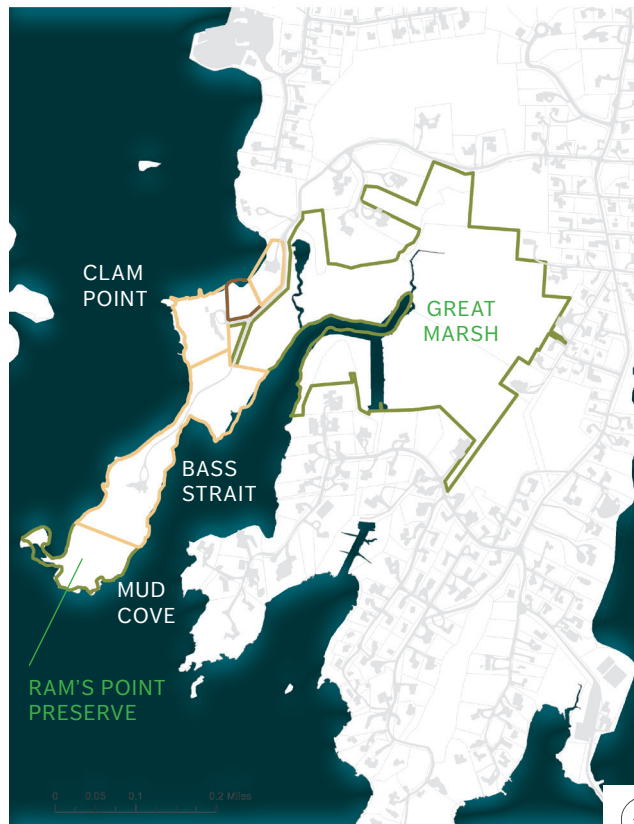 CLAM
POINT
GREAT
MARSH
BASS
STRAIT
MUD
COVE
RAM'S POINT
PRESERVE
0 0.05 0.1 0.2 Miles